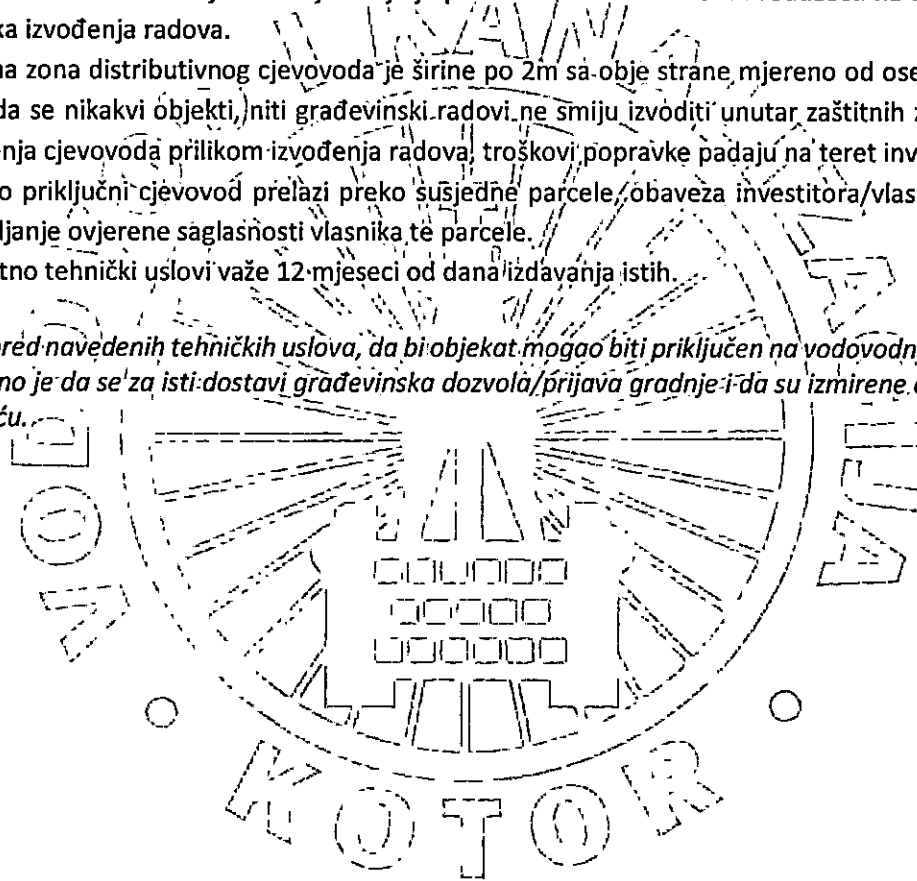 ka izvođenja radova.
na zona distributivnog cjevovoda je širine po 2m sa obje strane mjereno od ose
da se nikakvi objekti, niti građevinski radovi ne smiju izvoditi unutar zaštitnih z
nja cjevovoda prilikom izvođenja radova, troškovi popravke padaju na teret inv
o priključni cjevovod prelazi preko susjedne parcele, obaveza investitora/vlas
ljanje ovjerene saglasnosti vlasnika te parcele.
tno tehnički uslovi važe 12 mjeseci od dana izdavanja istih.
red navedenih tehničkih uslova, da bi objekat mogao biti priključen na vodovodn
no je da se za isti dostavi građevinska dozvola/prijava gradnje i da su izmirene
ću.
KOTOR